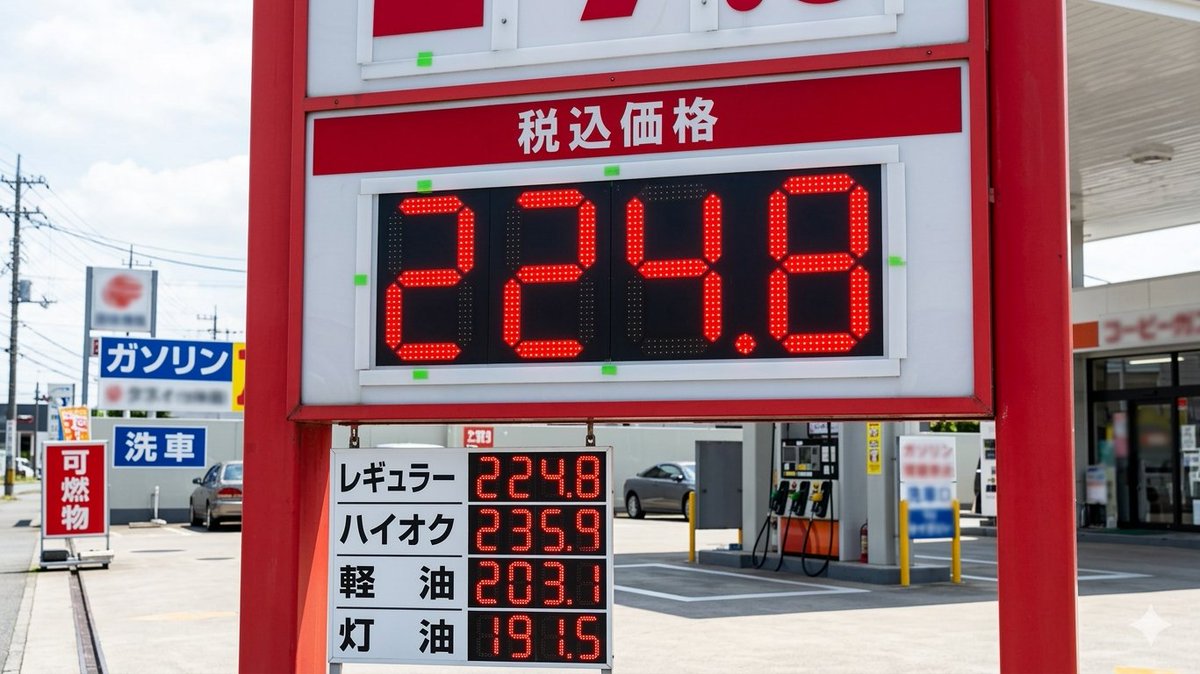 税込価格
224.8
ガソリン
洗車
可燃物
レギュラー 224.8
ハイオク 235.9
軽油 203.1
灯油 191.5